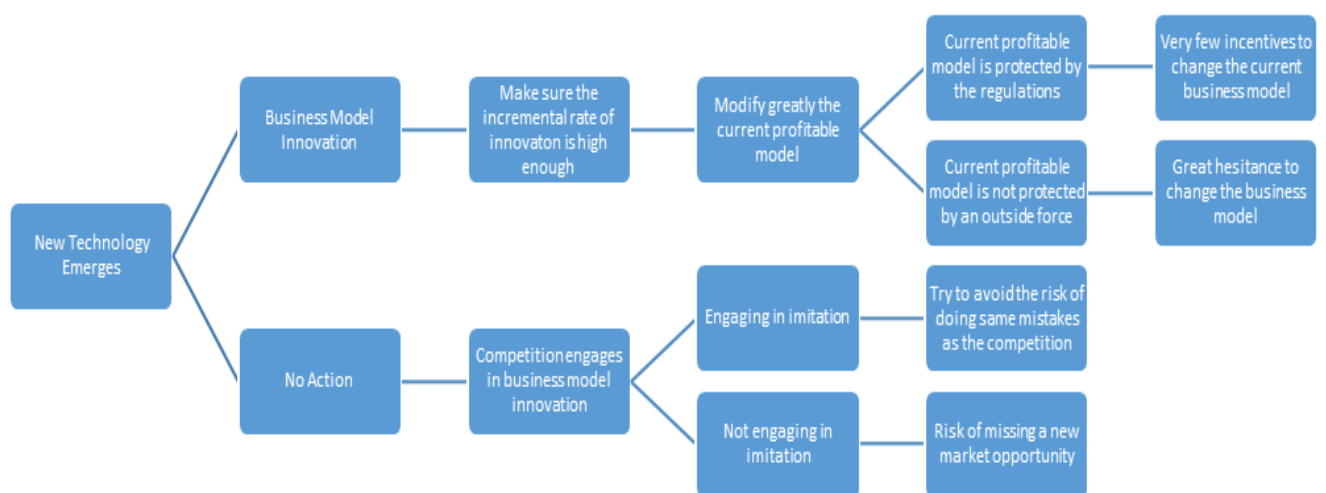 New Technology
Emerges
Business Model
Innovation
Make sure the
incremental rate of
innovaton is high
enough
Modify greatly the
current profitable
model
Current profitable
model is protected by
the regulations
Very few incentives to
change the current
business model
Current profitable
model is not protected
by an outside force
Great hesitance to
change the business
model
No Action
Competition engages
in business model
innovation
Engaging in imitation
Try to avoid the risk of
doing same mistakes
as the competition
Not engaging in
imitation
Risk of missing a new
market opportunity